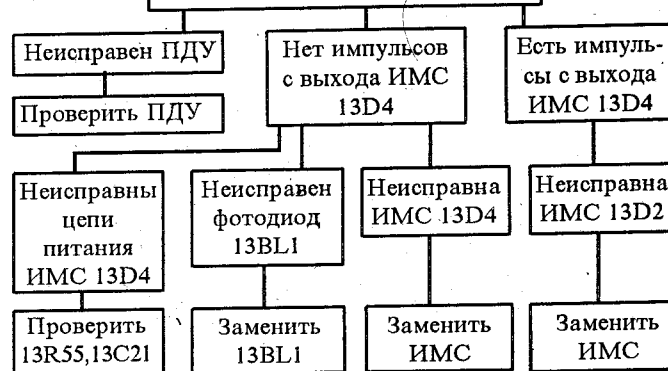 Неисправен ПДУ
Проверить ПДУ
Нет импульсов
с выхода ИМС
13D4
Есть импуль-
сы с выхода
ИМС 13D4
Неисправны
цепи
питания
ИМС 13D4
Неисправен
фотодиод
13BL1
Неисправна
ИМС 13D4
Неисправна
ИМС 13D2
Проверить
13R55,13C21
Заменить
13BL1
Заменить
ИМС
Заменить
ИМС